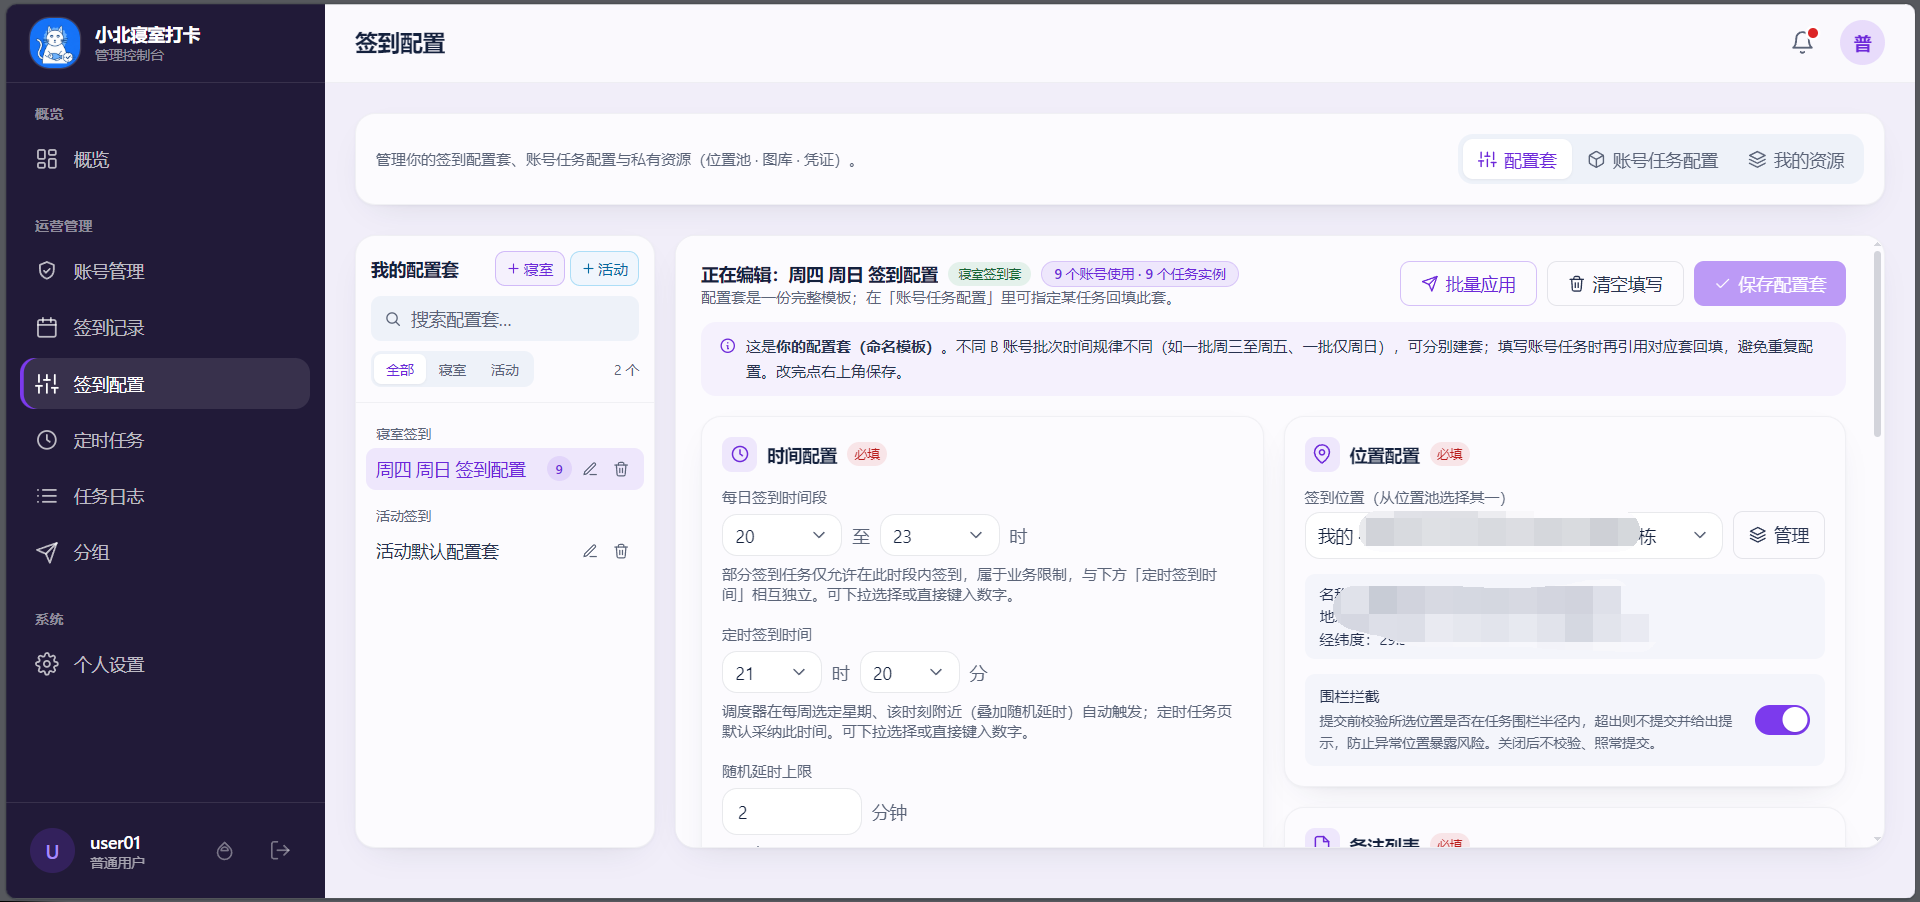 小北寝室打卡
管理控制台
概览
概览
运营管理
账号管理
签到记录
签到配置
定时任务
任务日志
分组
系统
个人设置
U
user01
普通用户
签到配置
普
管理你的签到配置套、账号任务配置与私有资源（位置池 · 图库 · 凭证）。
配置套
账号任务配置
我的资源
我的配置套
+ 寝室
+ 活动
搜索配置套...
全部
寝室
活动
2 个
寝室签到
周四 周日 签到配置
9
活动签到
活动默认配置套
正在编辑：周四 周日 签到配置
寝室签到套
9 个账号使用 · 9 个任务实例
配置套是一份完整模板；在「账号任务配置」里可指定某任务回填此套。
批量应用
清空填写
保存配置套
这是你的配置套（命名模板）。不同 B 账号批次时间规律不同（如一批周三至周五、一批仅周日），可分别建套；填写账号任务时再引用对应套回填，避免重复配
置。改完点右上角保存。
时间配置
必填
每日签到时间段
20
至
23
时
部分签到任务仅允许在此时段内签到，属于业务限制，与下方「定时签到时
间」相互独立。可下拉选择或直接键入数字。
定时签到时间
21
时
20
分
调度器在每周选定星期、该时刻附近（叠加随机延时）自动触发；定时任务页
默认采纳此时间。可下拉选择或直接键入数字。
随机延时上限
2
分钟
位置配置
必填
签到位置（从位置池选择其一）
我的 ·
栋
管理
名称
地
经纬度：29.
围栏拦截
提交前校验所选位置是否在任务围栏半径内，超出则不提交并给出提
示，防止异常位置暴露风险。关闭后不校验、照常提交。
备注列表
必填